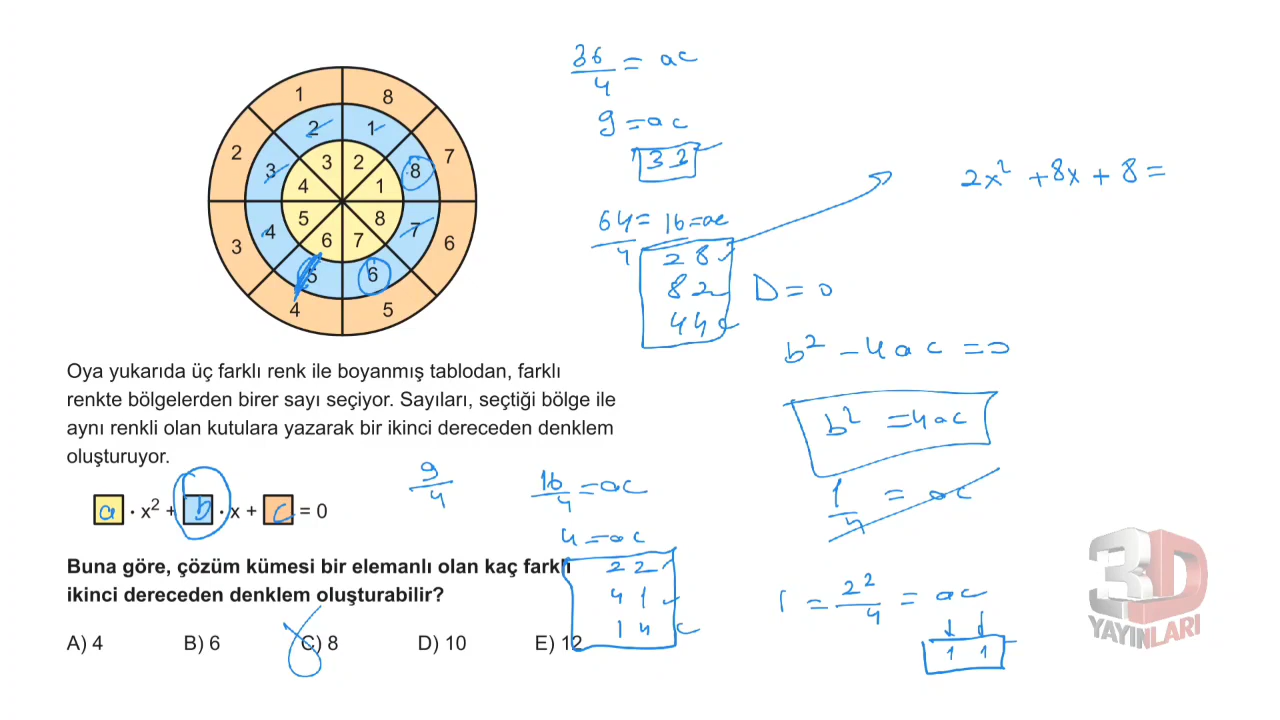 36/4 = ac
9 = ac
3 3
64/4 = 16 = ac
2 8
8 2
4 4
2x² + 8x + 8 =
D = 0
b² - 4ac = 0
b² = 4ac
1/4 = ac
1 = 2²/4 = ac
1 1
1 8
2 7
3 6
4 5
2 1
3 8
4 7
5 6
3 2
4 1
5 8
6 7
Oya yukarıda üç farklı renk ile boyanmış tablodan, farklı
renkte bölgelerden birer sayı seçiyor. Sayıları, seçtiği bölge ile
aynı renkli olan kutulara yazarak bir ikinci dereceden denklem
oluşturuyor.
a · x² + b · x + c = 0
9/4
16/4 = ac
4 = ac
2 2
4 1
1 4
Buna göre, çözüm kümesi bir elemanlı olan kaç farklı
ikinci dereceden denklem oluşturabilir?
A) 4 B) 6 C) 8 D) 10 E) 12
3D
YAYINLARI